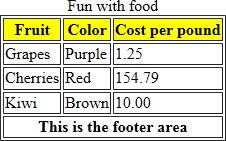 Fun with food
Fruit Color Cost per pound
Grapes Purple 1.25
Cherries Red 154.79
Kiwi Brown 10.00
This is the footer area